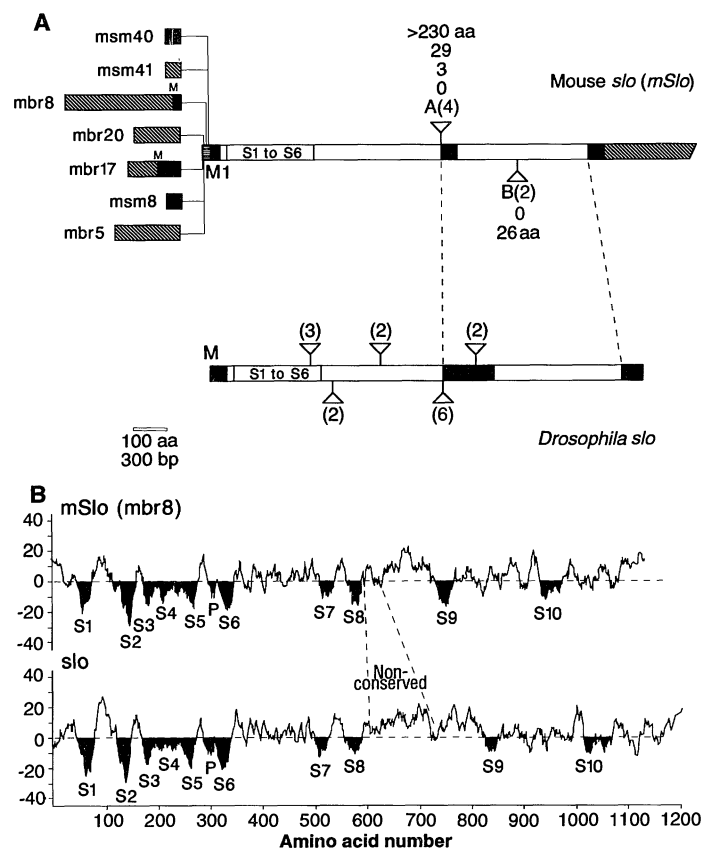 A
msm40
msm41
M
mbr8
mbr20
M
mbr17
msm8
mbr5
>230 aa
29
3
0
A(4)
Mouse slo (mSlo)
S1 to S6
M1
B(2)
0
26aa
(3)
(2)
(2)
M
S1 to S6
(2)
(6)
100 aa
300 bp
Drosophila slo
B
mSlo (mbr8)
40
20
0
-20
-40
S1
S2
S3
S4
S5
P
S6
S7
S8
S9
S10
Non-
conserved
slo
40
20
0
-20
-40
S1
S2
S3
S4
S5
P
S6
S7
S8
S9
S10
100 200 300 400 500 600 700 800 900 1000 1100 1200
Amino acid number